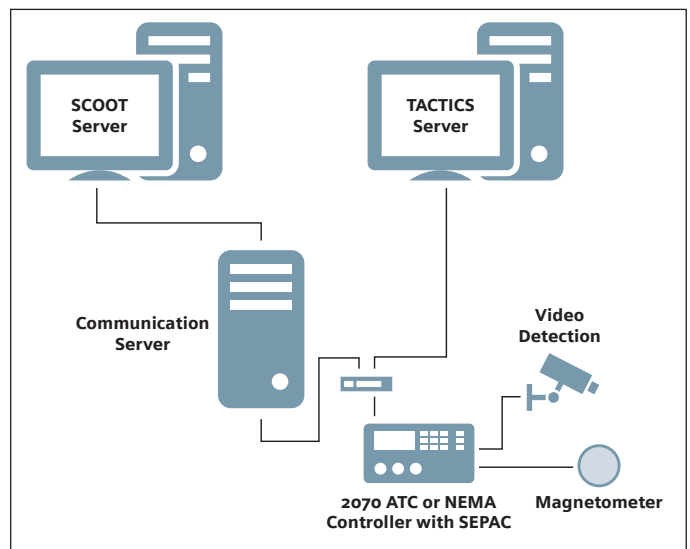 SCOOT
Server
TACTICS
Server
Communication
Server
Video
Detection
2070 ATC or NEMA
Controller with SEPAC
Magnetometer